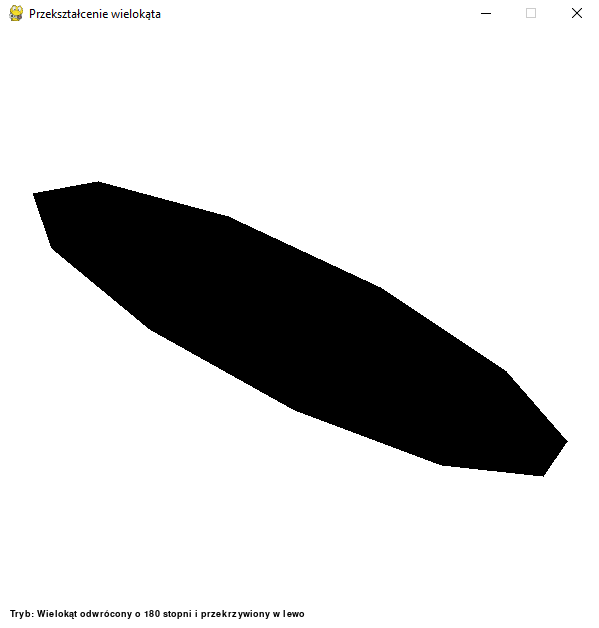 Przekształcenie wielokąta
Tryb: Wielokąt odwrócony o 180 stopni i przekrzywiony w lewo